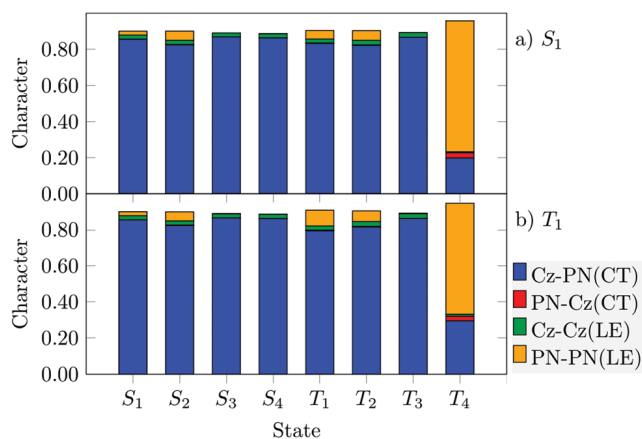 0.80
0.60
0.40
0.20
0.00
Character
a) S₁
0.80
0.60
0.40
0.20
0.00
Character
b) T₁
Cz-PN(CT)
PN-Cz(CT)
Cz-Cz(LE)
PN-PN(LE)
S₁ S₂ S₃ S₄ T₁ T₂ T₃ T₄
State